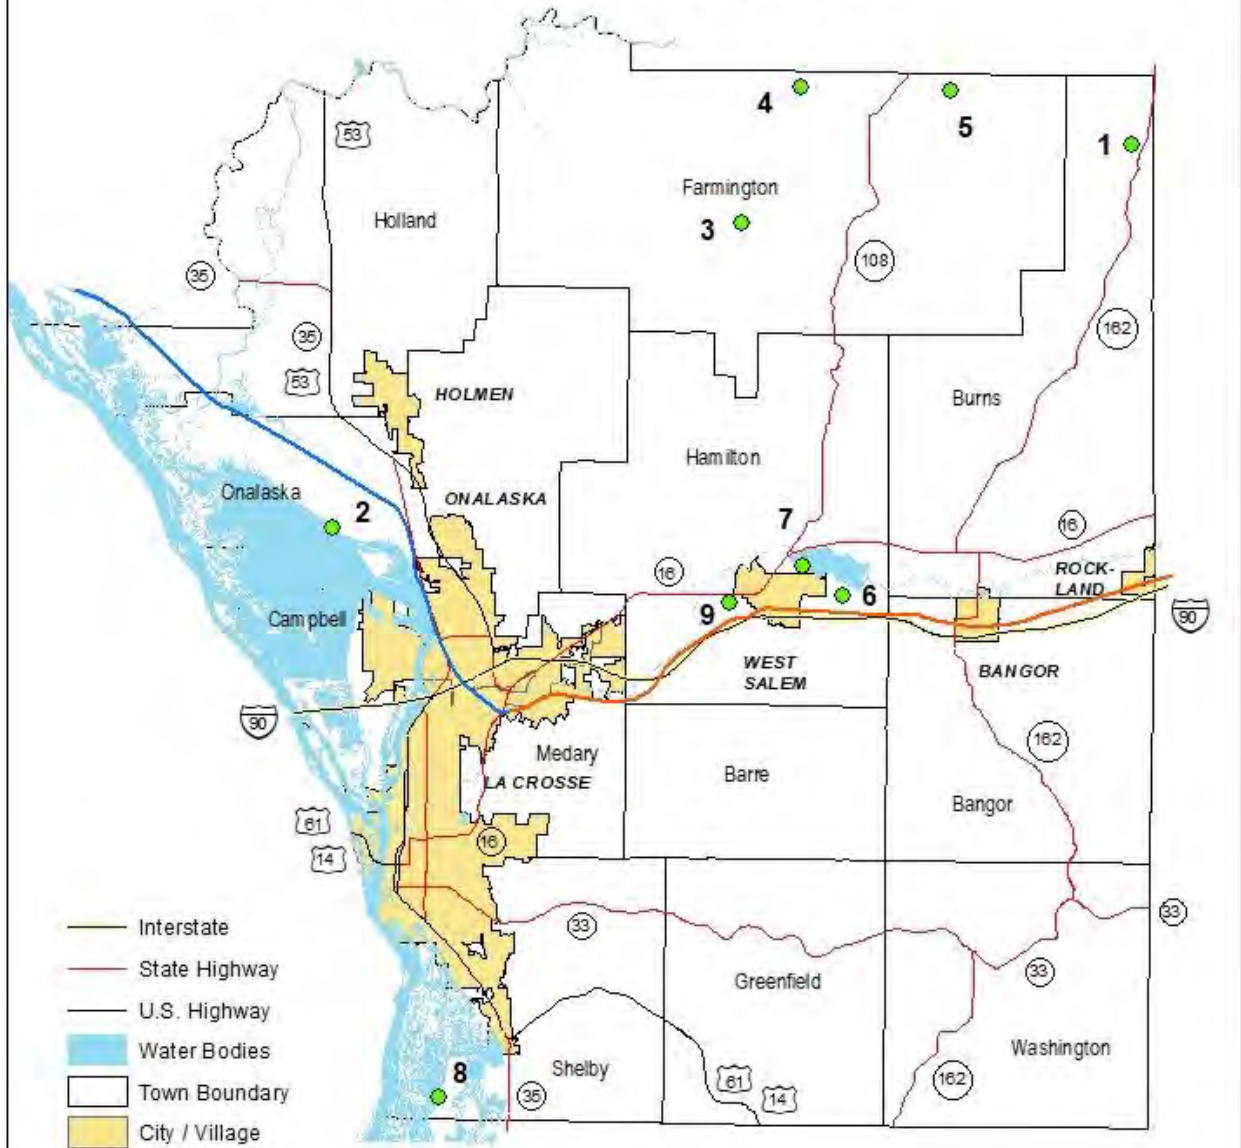 4
5
53
1
Farmington
Holland
3
108
35
162
35
53
HOLMEN
Burns
Hamilton
Onalaska
2
ONALASKA
7
16
16
ROCK-
LAND
6
Campbell
9
90
WEST
SALEM
BANGOR
90
162
Medary
Barre
LA CROSSE
Bangor
61
14
16
Interstate
33
33
State Highway
33
Greenfield
U.S. Highway
Water Bodies
Washington
8
Shelby
Town Boundary
35
61
14
162
City / Village